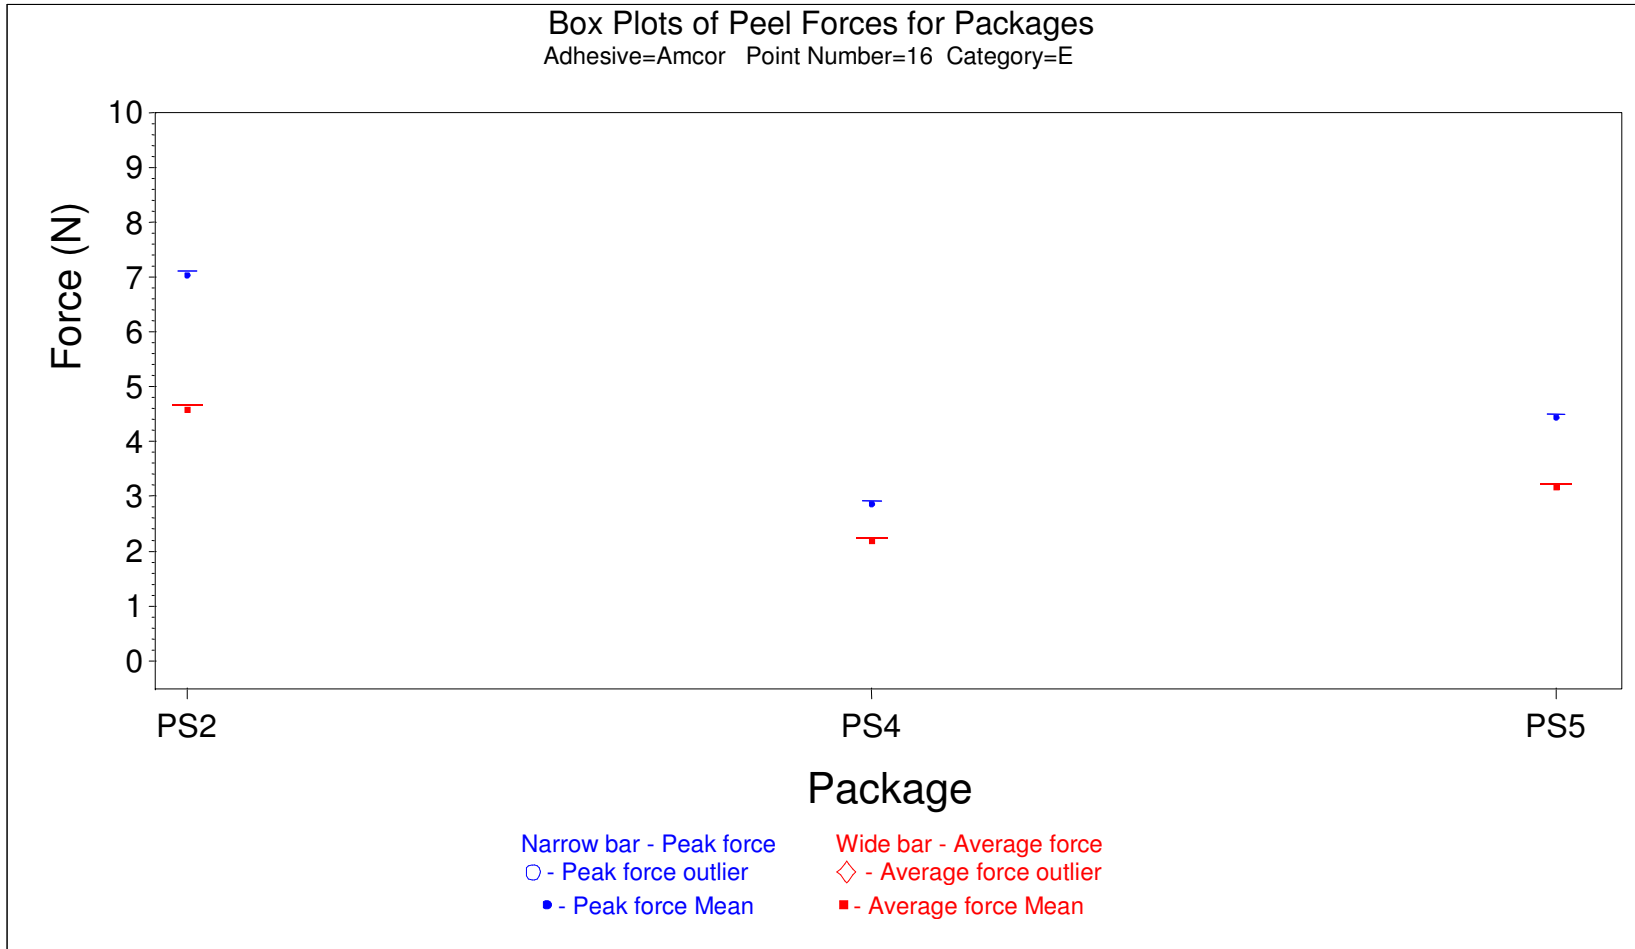 Box Plots of Peel Forces for Packages
Adhesive=Amcor Point Number=16 Category=E
10
9
8
7
6
5
4
3
2
1
0
Force (N)
PS2 PS4 PS5
Package
Narrow bar - Peak force Wide bar - Average force
- Peak force outlier - Average force outlier
- Peak force Mean - Average force Mean